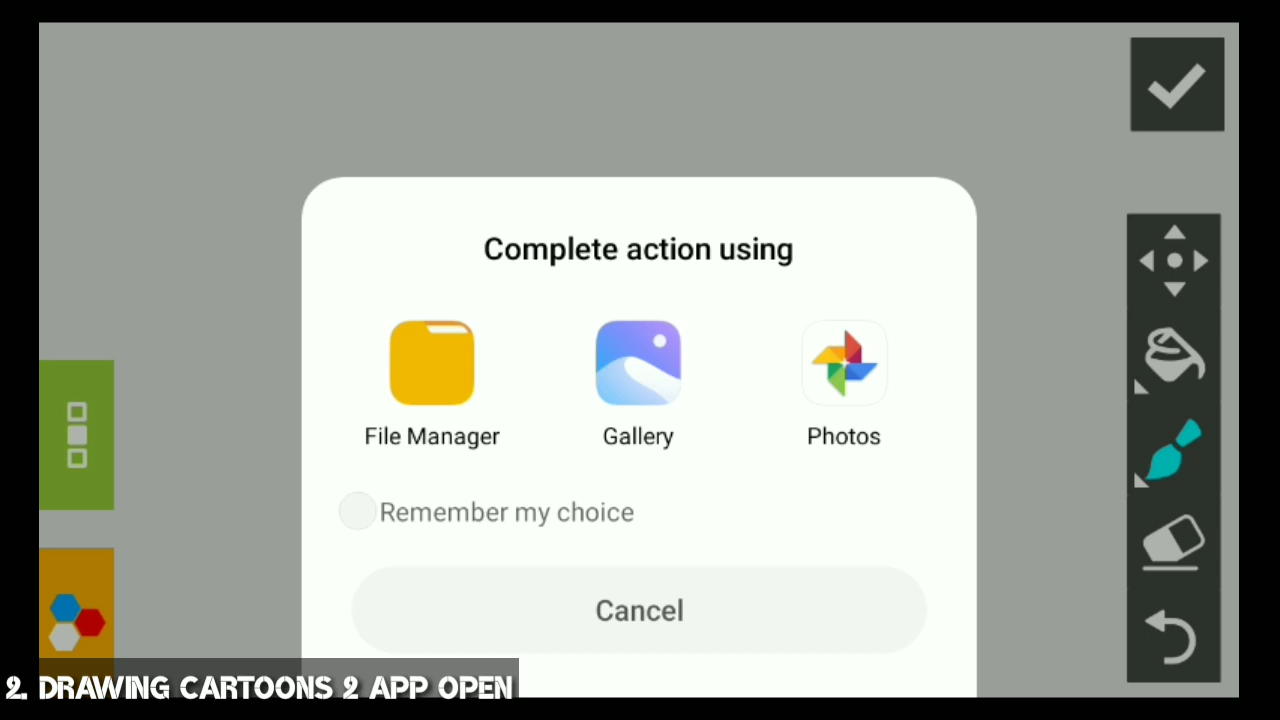 Complete action using
File Manager
Gallery
Photos
Remember my choice
Cancel
2. DRAWING CARTOONS 2 APP OPEN